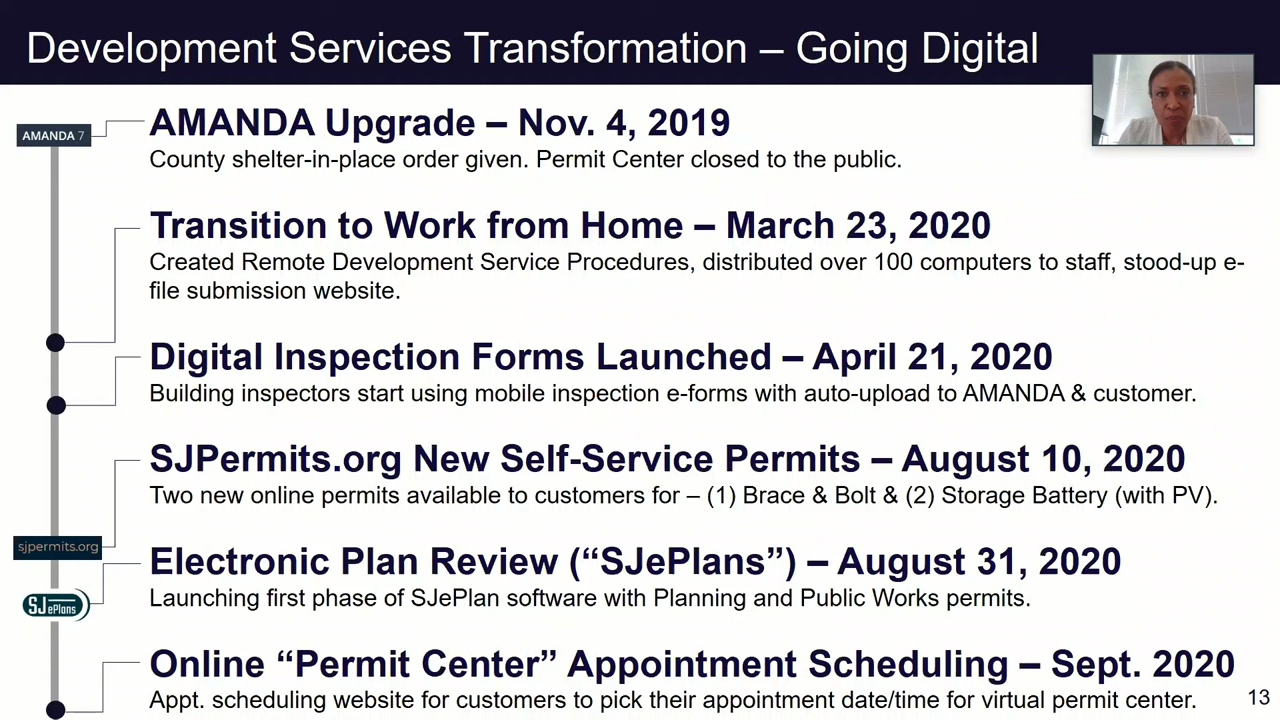 Development Services Transformation – Going Digital
AMANDA 7
AMANDA Upgrade – Nov. 4, 2019
County shelter-in-place order given. Permit Center closed to the public.
Transition to Work from Home – March 23, 2020
Created Remote Development Service Procedures, distributed over 100 computers to staff, stood-up e-
file submission website.
Digital Inspection Forms Launched – April 21, 2020
Building inspectors start using mobile inspection e-forms with auto-upload to AMANDA & customer.
SJPermits.org New Self-Service Permits – August 10, 2020
Two new online permits available to customers for – (1) Brace & Bolt & (2) Storage Battery (with PV).
sjpermits.org
Electronic Plan Review (“SJePlans”) – August 31, 2020
Launching first phase of SJePlan software with Planning and Public Works permits.
SJ ePlans
Online “Permit Center” Appointment Scheduling – Sept. 2020
Appt. scheduling website for customers to pick their appointment date/time for virtual permit center.
13